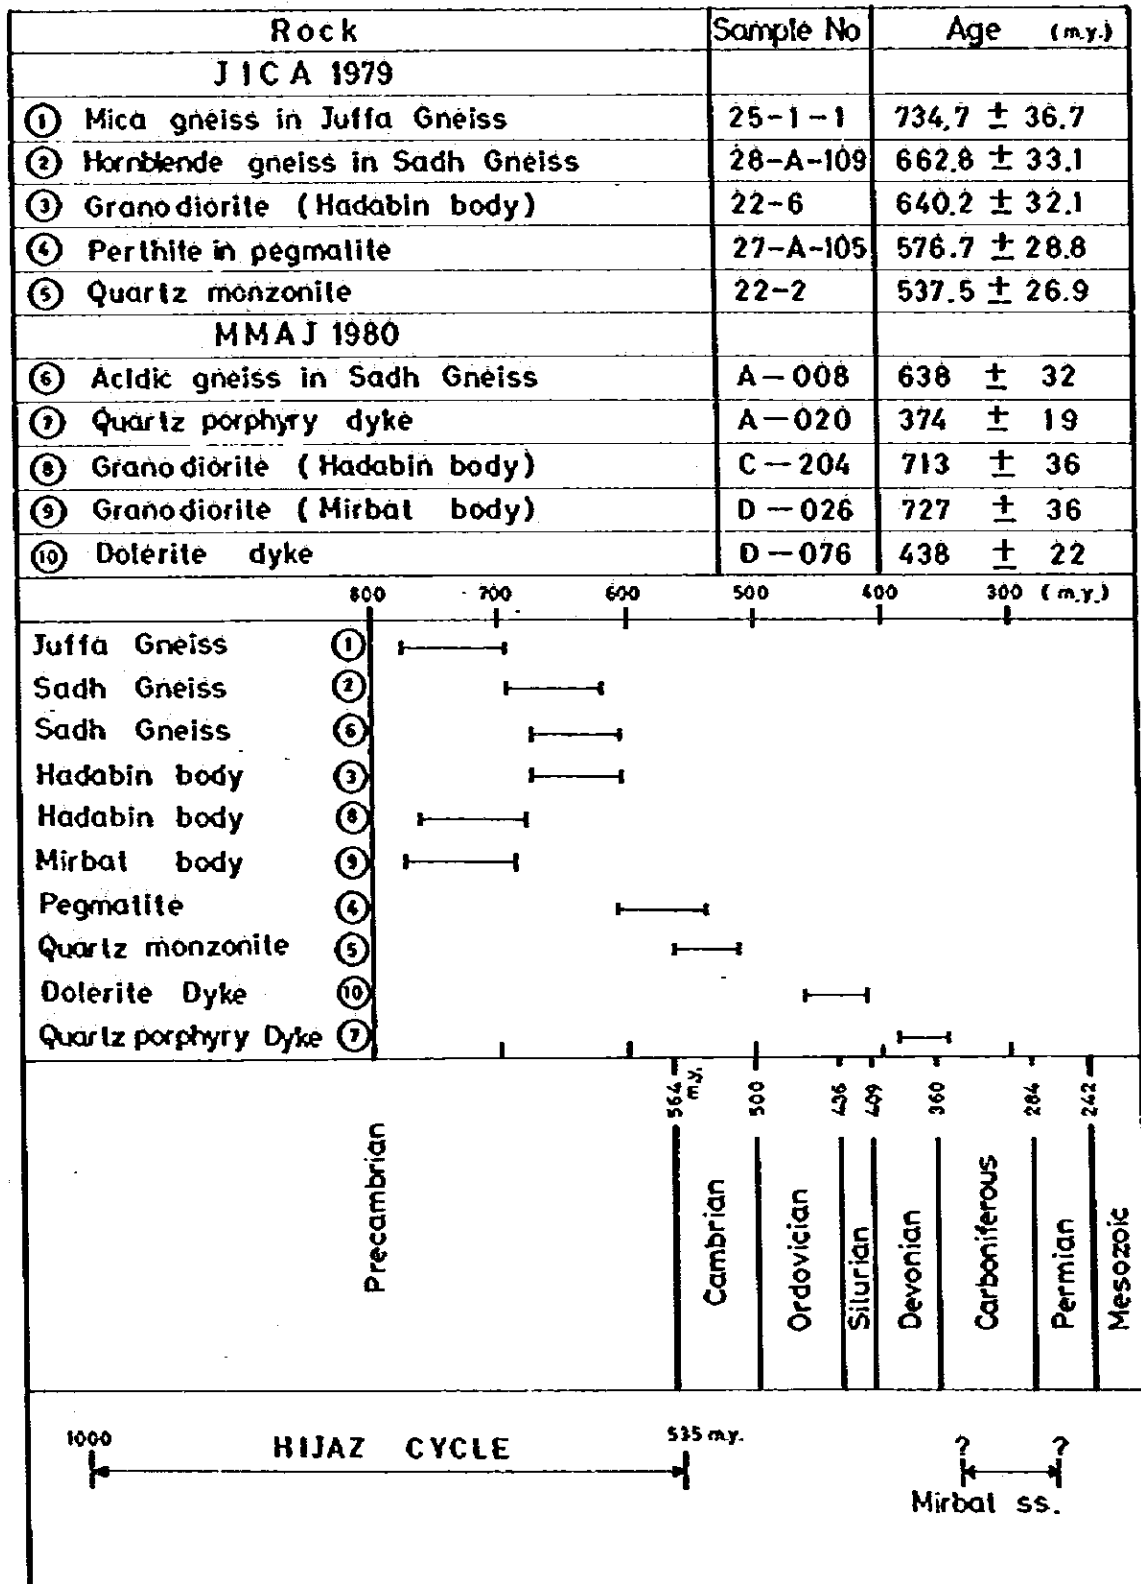 Rock Sample No Age (m.y.)
JICA 1979
① Mica gneiss in Juffa Gneiss 25-1-1 734.7 ± 36.7
② Hornblende gneiss in Sadh Gneiss 28-A-109 662.8 ± 33.1
③ Granodiorite (Hadabin body) 22-6 640.2 ± 32.1
④ Perthite in pegmatite 27-A-105 576.7 ± 28.8
⑤ Quartz monzonite 22-2 537.5 ± 26.9
MMAJ 1980
⑥ Acidic gneiss in Sadh Gneiss A-008 638 ± 32
⑦ Quartz porphyry dyke A-020 374 ± 19
⑧ Granodiorite (Hadabin body) C-204 713 ± 36
⑨ Granodiorite (Mirbat body) D-026 727 ± 36
⑩ Dolerite dyke D-076 438 ± 22
800 700 600 500 400 300 (m.y.)
Juffa Gneiss ①
Sadh Gneiss ②
Sadh Gneiss ⑥
Hadabin body ③
Hadabin body ⑧
Mirbat body ⑨
Pegmatite ④
Quartz monzonite ⑤
Dolerite Dyke ⑩
Quartz porphyry Dyke ⑦
564 m.y. 500 436 409 360 284 242
Precambrian Cambrian Ordovician Silurian Devonian Carboniferous Permian Mesozoic
1000 HIJAZ CYCLE 535 m.y. ? ?
Mirbat ss.